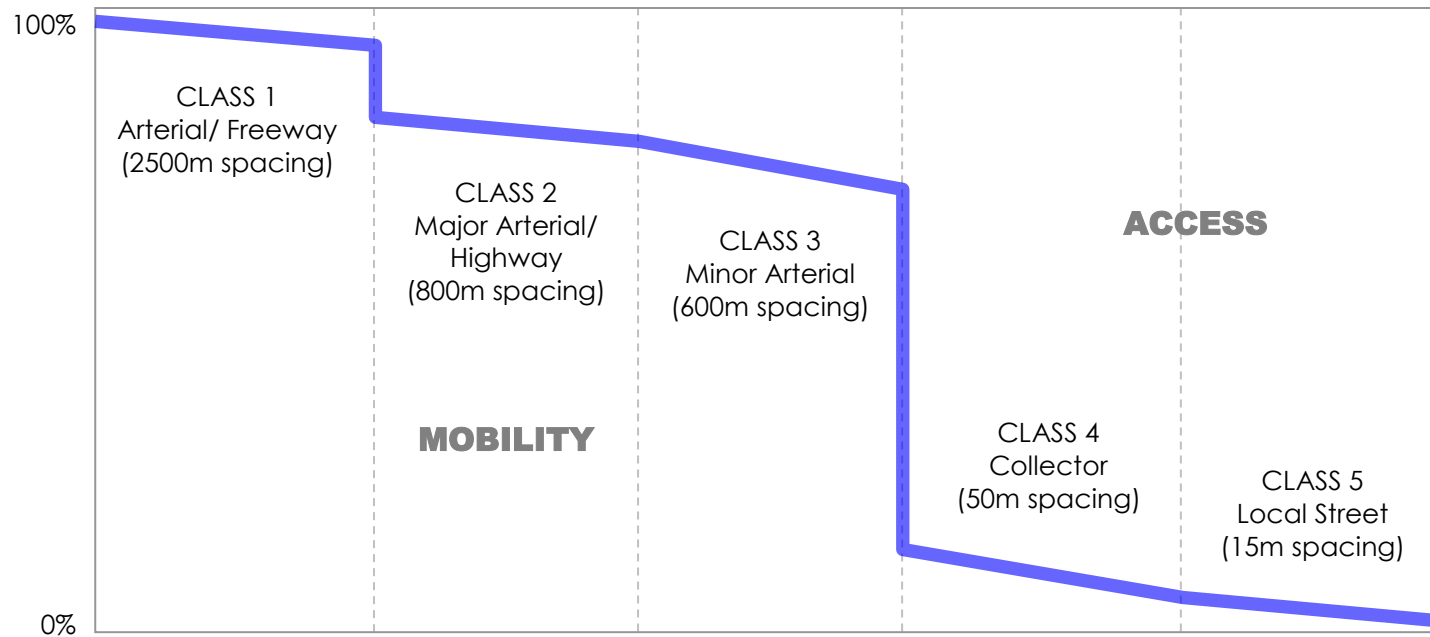 100%
CLASS 1
Arterial/ Freeway
(2500m spacing)
CLASS 2
Major Arterial/
Highway
(800m spacing)
CLASS 3
Minor Arterial
(600m spacing)
ACCESS
MOBILITY
CLASS 4
Collector
(50m spacing)
CLASS 5
Local Street
(15m spacing)
0%